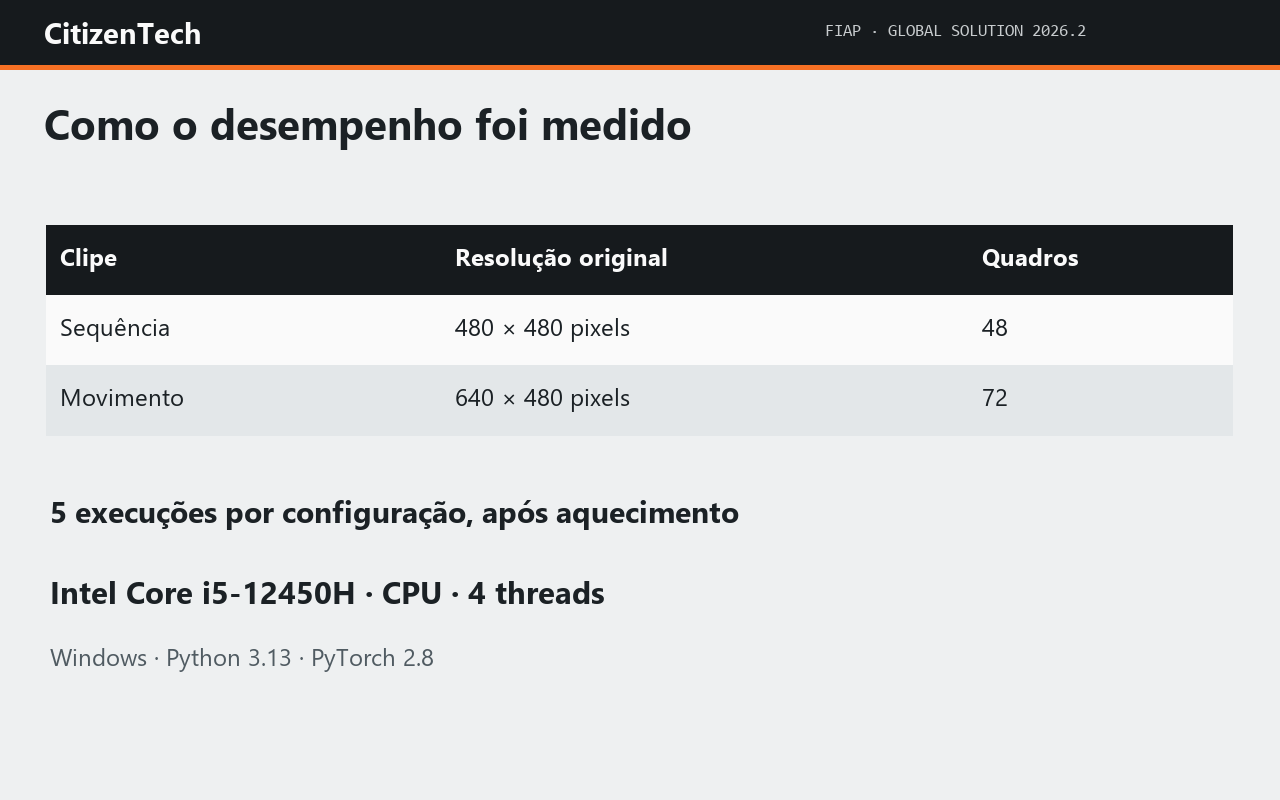 CitizenTech
FIAP · GLOBAL SOLUTION 2026.2
Como o desempenho foi medido
Clipe Resolução original Quadros
Sequência 480 × 480 pixels 48
Movimento 640 × 480 pixels 72
5 execuções por configuração, após aquecimento
Intel Core i5-12450H · CPU · 4 threads
Windows · Python 3.13 · PyTorch 2.8